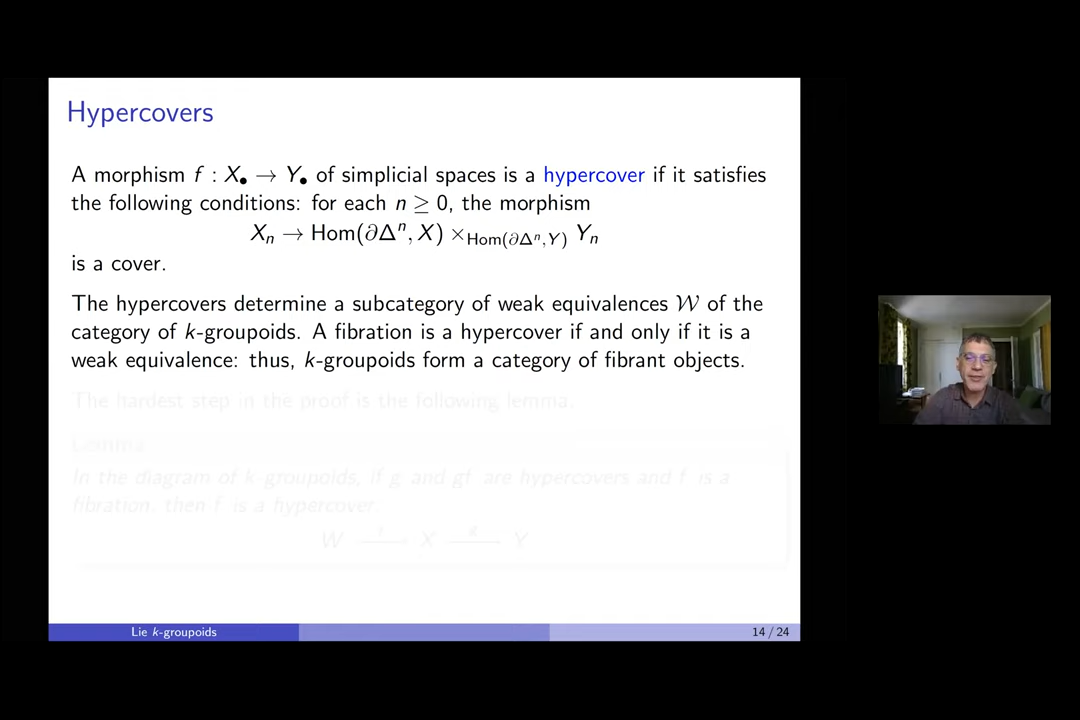 Hypercovers
A morphism f : X• → Y• of simplicial spaces is a hypercover if it satisfies
the following conditions: for each n ≥ 0, the morphism
Xₙ → Hom(∂Δⁿ, X) ×_Hom(∂Δⁿ,Y) Yₙ
is a cover.
The hypercovers determine a subcategory of weak equivalences 𝒲 of the
category of k-groupoids. A fibration is a hypercover if and only if it is a
weak equivalence: thus, k-groupoids form a category of fibrant objects.
The hardest step in the proof is the following lemma.
Lemma
In the diagram of k-groupoids, if g and gf are hypercovers and f is a
fibration, then f is a hypercover.
W → X → Y
Lie k-groupoids
14 / 24